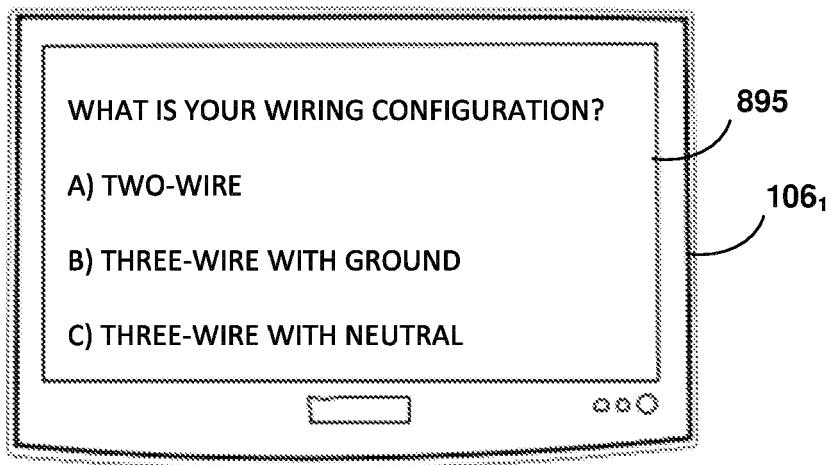 WHAT IS YOUR WIRING CONFIGURATION?
895
A) TWO-WIRE
106₁
B) THREE-WIRE WITH GROUND
C) THREE-WIRE WITH NEUTRAL